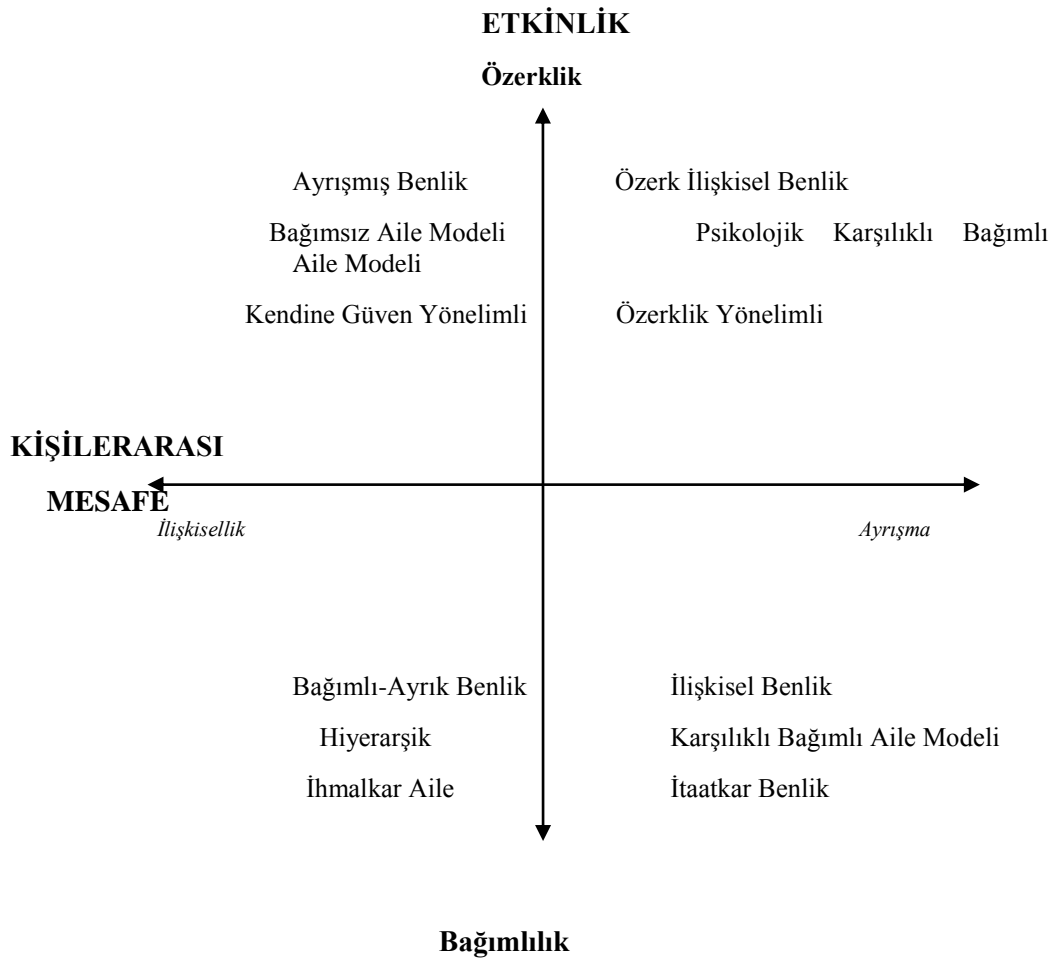 ETKİNLİK
Özerklik
Ayrışmış Benlik Özerk İlişkisel Benlik
Bağımsız Aile Modeli Psikolojik Karşılıklı Bağımlı
Aile Modeli
Kendine Güven Yönelimli Özerklik Yönelimli
KİŞİLERARASI
MESAFE
İlişkisellik Ayrışma
Bağımlı-Ayrık Benlik İlişkisel Benlik
Hiyerarşik Karşılıklı Bağımlı Aile Modeli
İhmalkar Aile İtaatkar Benlik
Bağımlılık